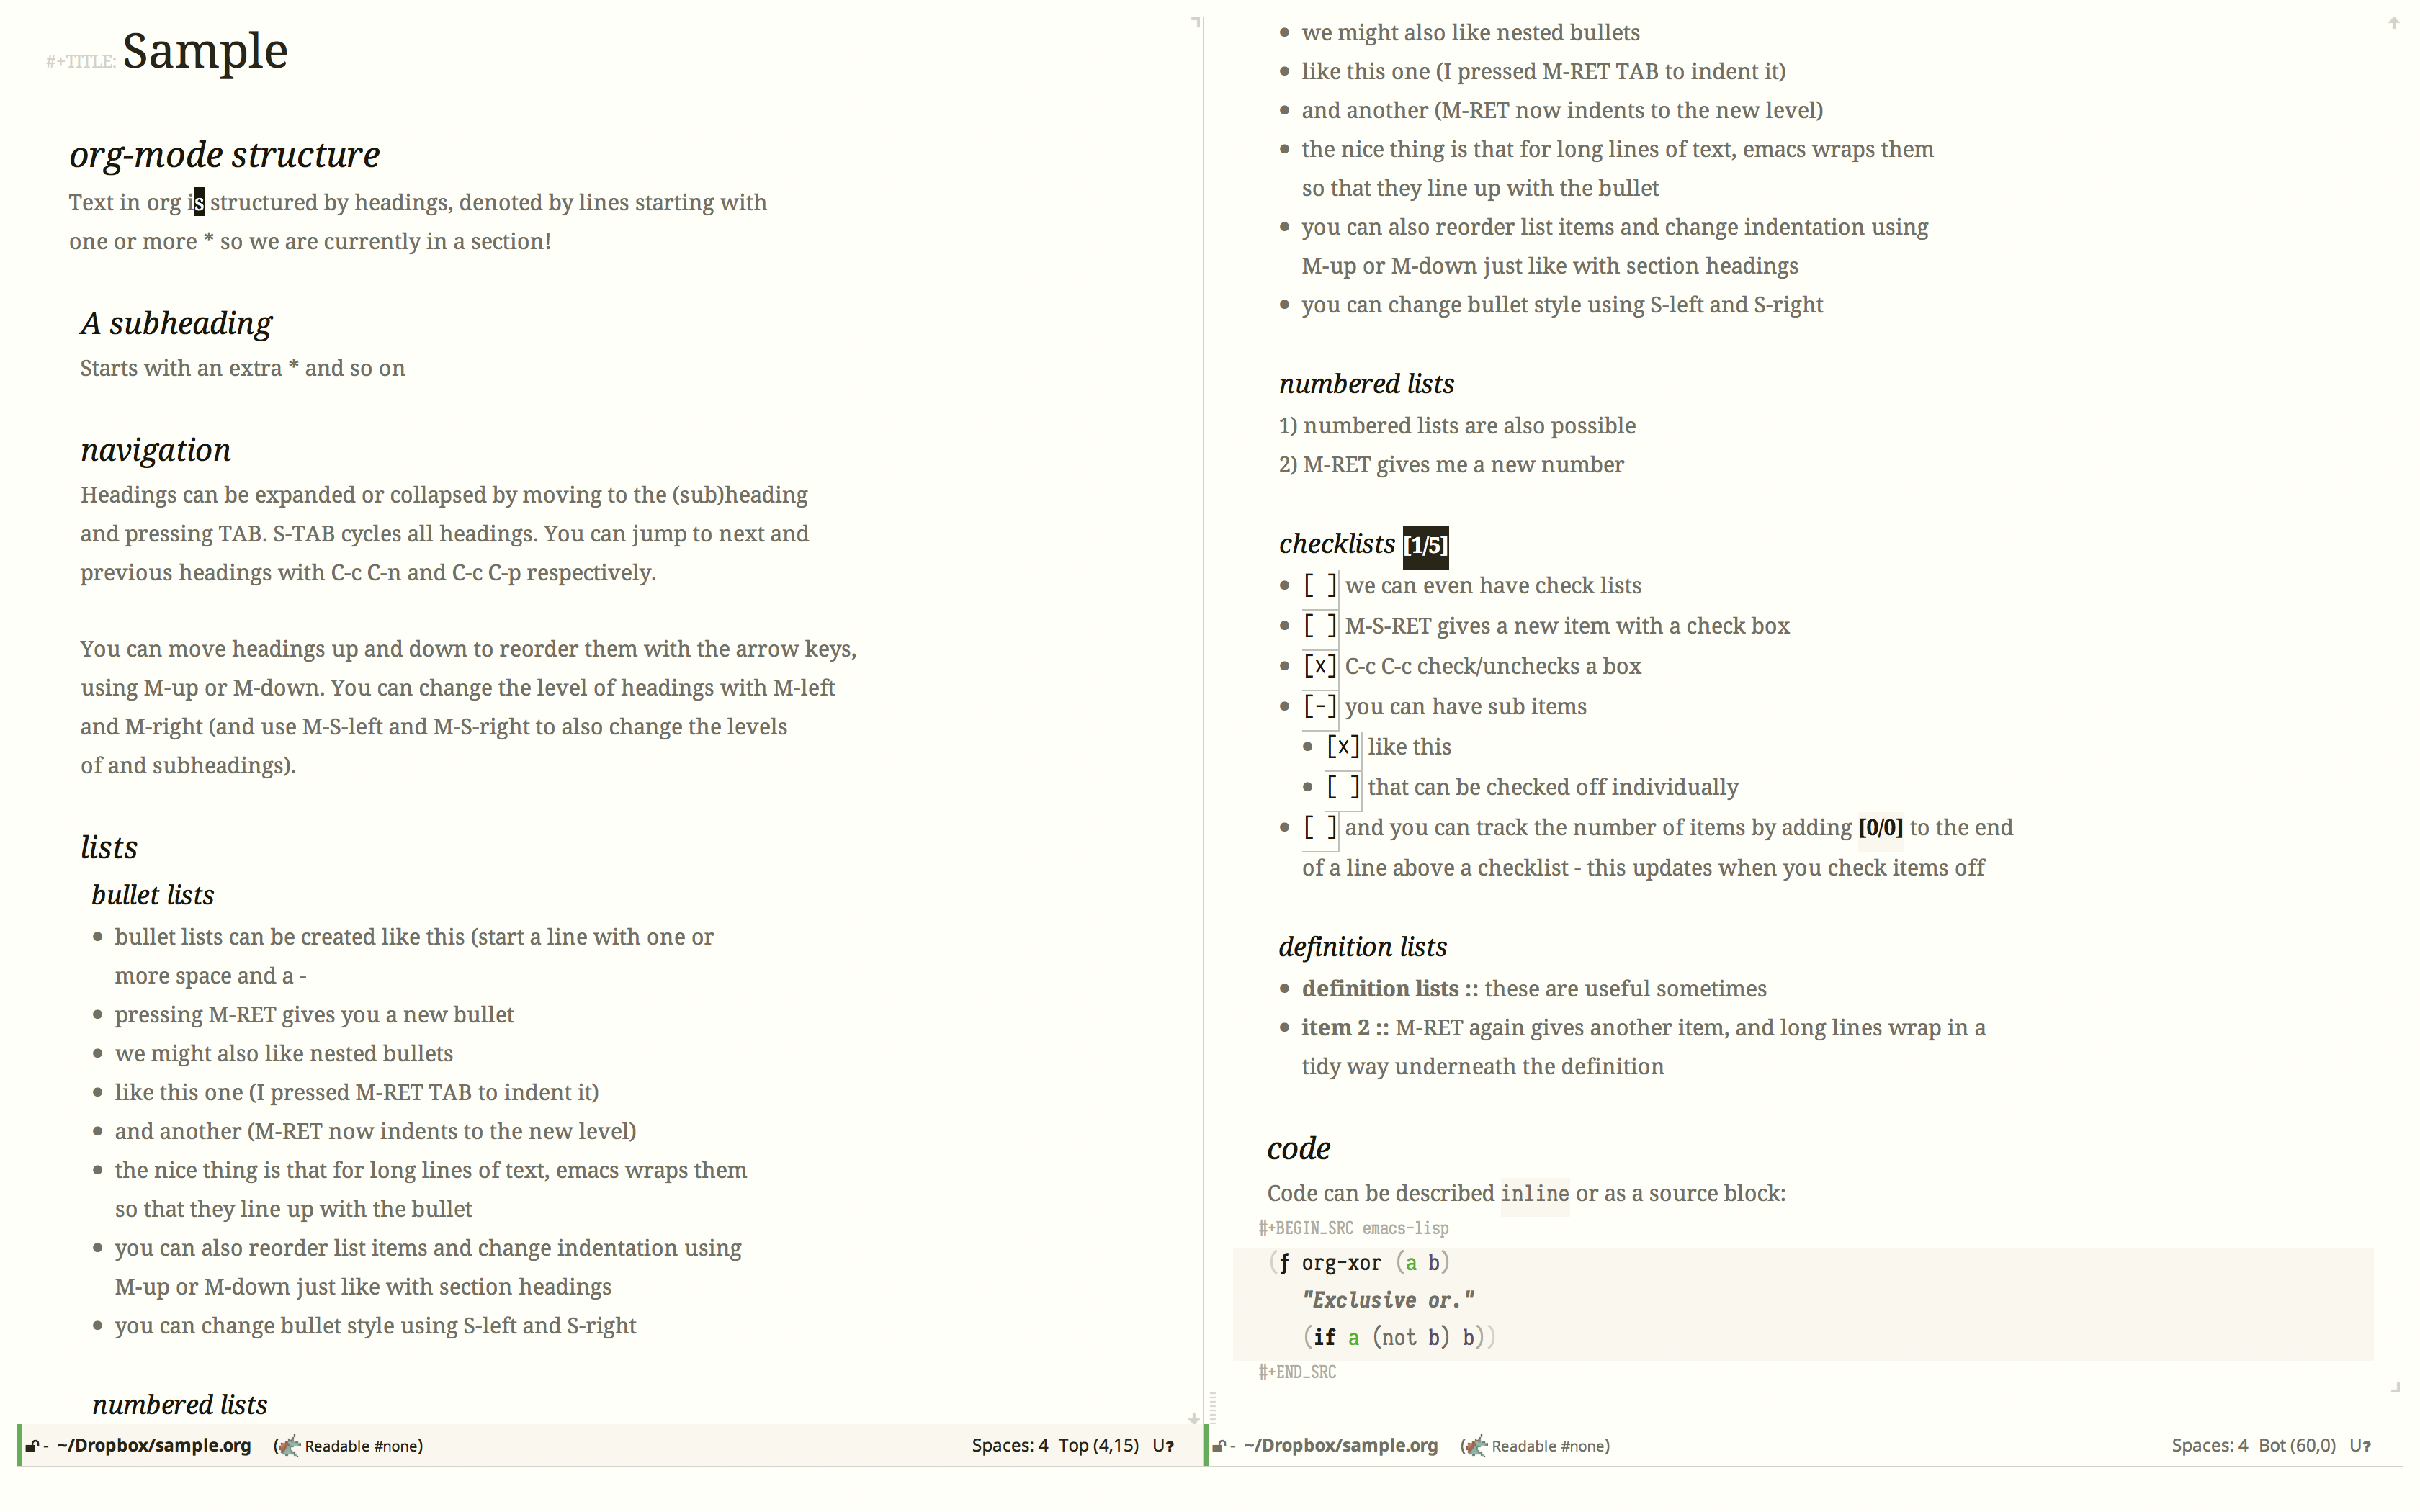 #+TITLE: Sample
org-mode structure
Text in org is structured by headings, denoted by lines starting with
one or more * so we are currently in a section!
A subheading
Starts with an extra * and so on
navigation
Headings can be expanded or collapsed by moving to the (sub)heading
and pressing TAB. S-TAB cycles all headings. You can jump to next and
previous headings with C-c C-n and C-c C-p respectively.
You can move headings up and down to reorder them with the arrow keys,
using M-up or M-down. You can change the level of headings with M-left
and M-right (and use M-S-left and M-S-right to also change the levels
of and subheadings).
lists
bullet lists
• bullet lists can be created like this (start a line with one or
more space and a -
• pressing M-RET gives you a new bullet
• we might also like nested bullets
• like this one (I pressed M-RET TAB to indent it)
• and another (M-RET now indents to the new level)
• the nice thing is that for long lines of text, emacs wraps them
so that they line up with the bullet
• you can also reorder list items and change indentation using
M-up or M-down just like with section headings
• you can change bullet style using S-left and S-right
numbered lists
- ~/Dropbox/sample.org (Readable #none) Spaces: 4 Top (4,15) U?
• we might also like nested bullets
• like this one (I pressed M-RET TAB to indent it)
• and another (M-RET now indents to the new level)
• the nice thing is that for long lines of text, emacs wraps them
so that they line up with the bullet
• you can also reorder list items and change indentation using
M-up or M-down just like with section headings
• you can change bullet style using S-left and S-right
numbered lists
1) numbered lists are also possible
2) M-RET gives me a new number
checklists [1/5]
• [ ] we can even have check lists
• [ ] M-S-RET gives a new item with a check box
• [X] C-c C-c check/unchecks a box
• [-] you can have sub items
• [X] like this
• [ ] that can be checked off individually
• [ ] and you can track the number of items by adding [0/0] to the end
of a line above a checklist - this updates when you check items off
definition lists
• definition lists :: these are useful sometimes
• item 2 :: M-RET again gives another item, and long lines wrap in a
tidy way underneath the definition
code
Code can be described inline or as a source block:
#+BEGIN_SRC emacs-lisp
(ƒ org-xor (a b)
"Exclusive or."
(if a (not b) b))
#+END_SRC
- ~/Dropbox/sample.org (Readable #none) Spaces: 4 Bot (60,0) U?